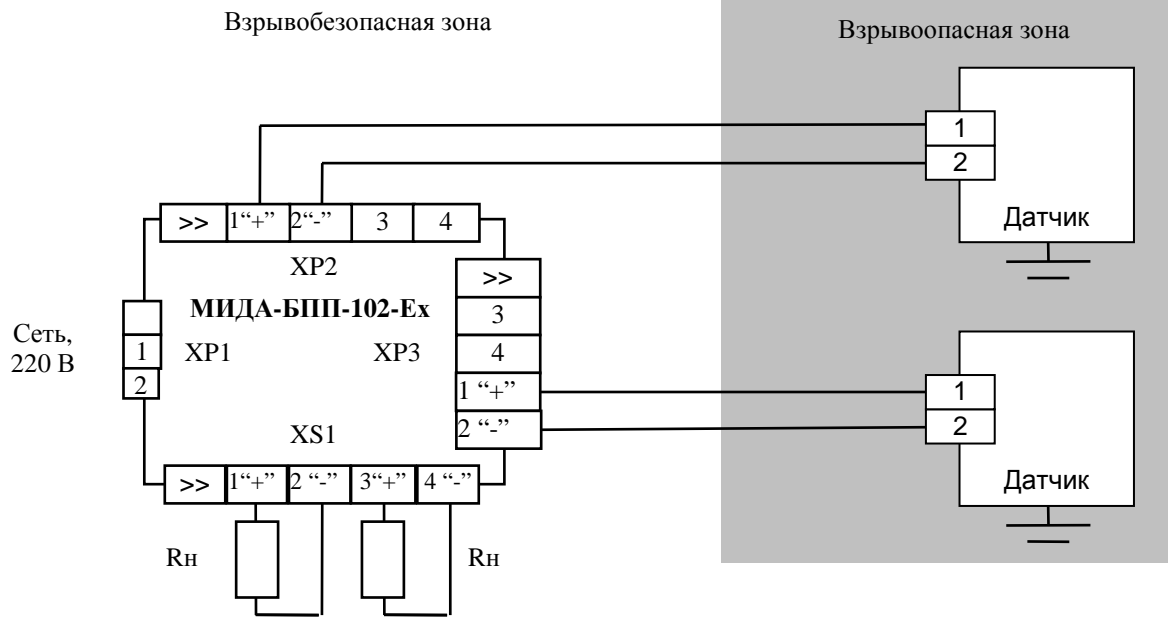 Взрывобезопасная зона
Взрывоопасная зона
1
2
Датчик
>> 1“+” 2“-” 3 4
XP2
МИДА-БПП-102-Ex
>>
3
4
1 “+”
2 “-”
XP3
Сеть,
220 В
1
2
XP1
1
2
Датчик
XS1
>> 1“+” 2 “-” 3“+” 4 “-”
Rн
Rн